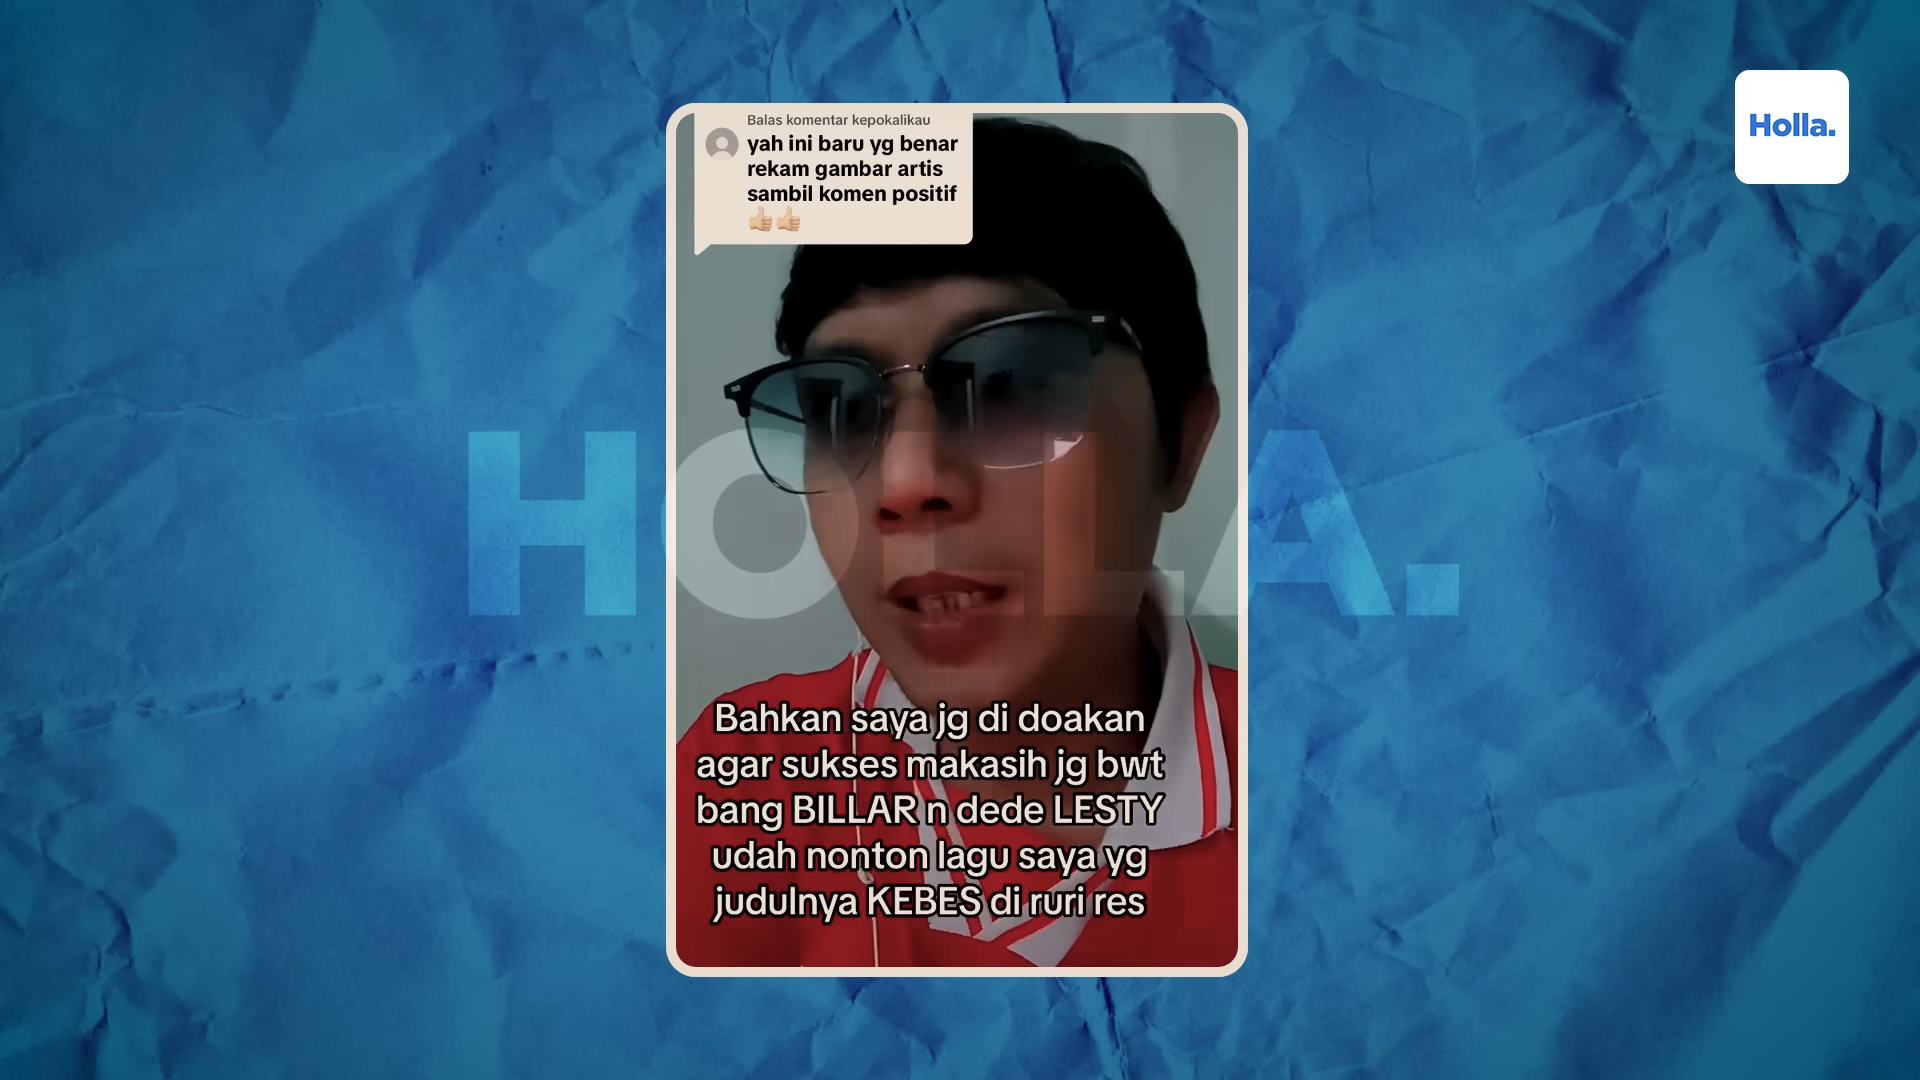 Holla.
Balas komentar kepokalikau
yah ini baru yg benar
rekam gambar artis
sambil komen positif
👍🏼👍🏼
HOLLA.
Bahkan saya jg di doakan
agar sukses makasih jg bwt
bang BILLAR n dede LESTY
udah nonton lagu saya yg
judulnya KEBES di ruri res